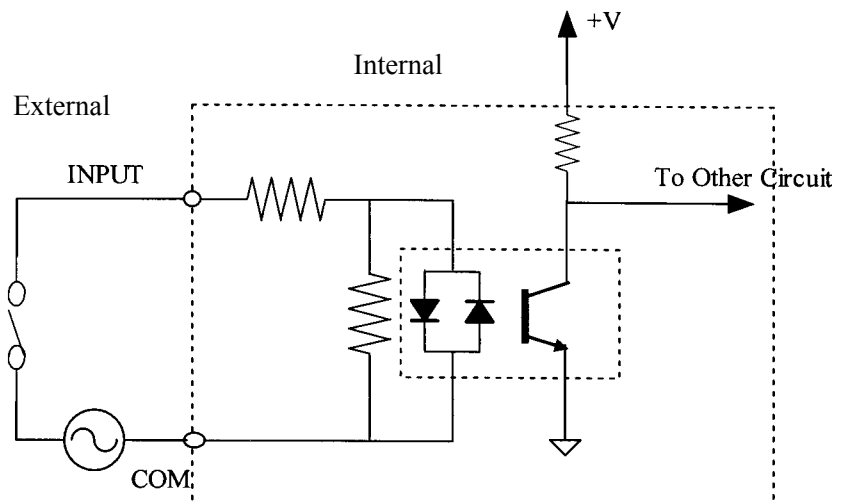 +V
Internal
External
INPUT
To Other Circuit
COM